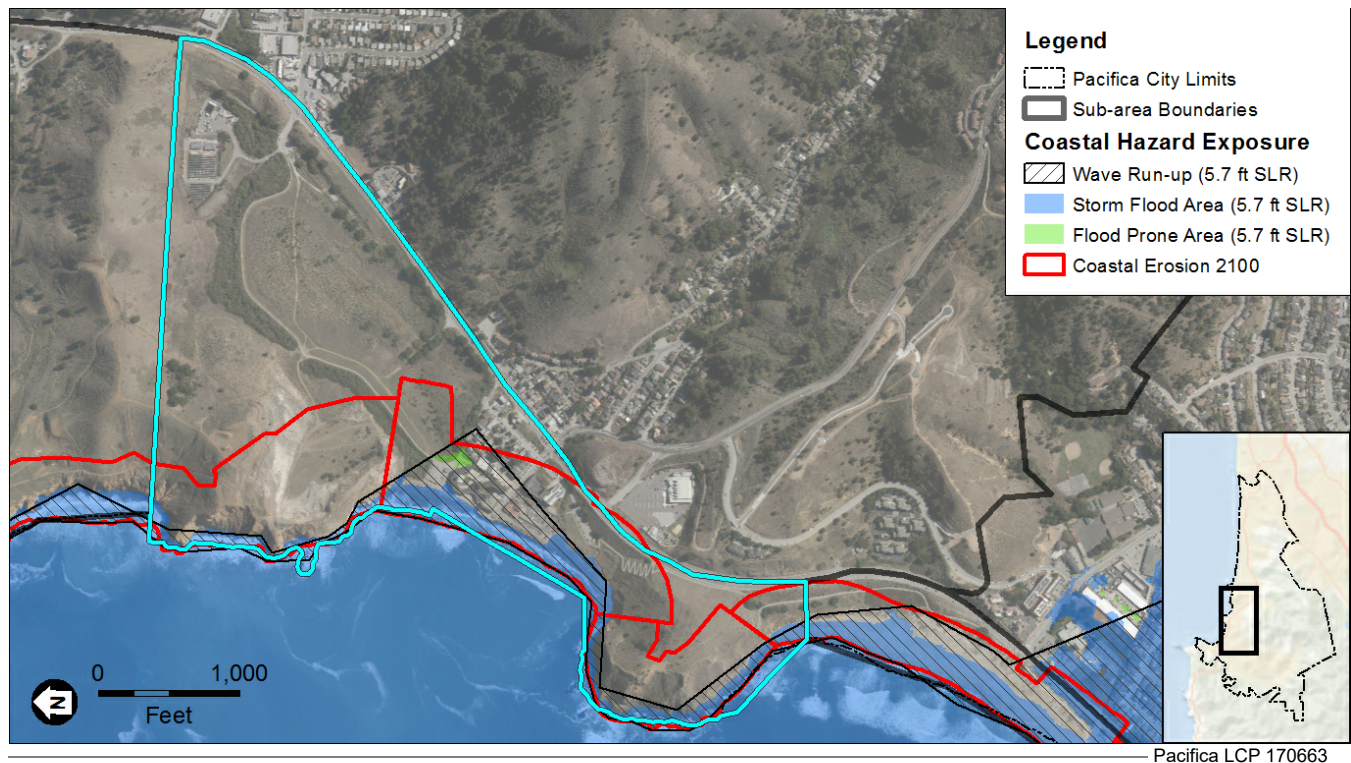 Legend
Pacifica City Limits
Sub-area Boundaries
Coastal Hazard Exposure
Wave Run-up (5.7 ft SLR)
Storm Flood Area (5.7 ft SLR)
Flood Prone Area (5.7 ft SLR)
Coastal Erosion 2100
0 1,000
Feet
N
Pacifica LCP 170663